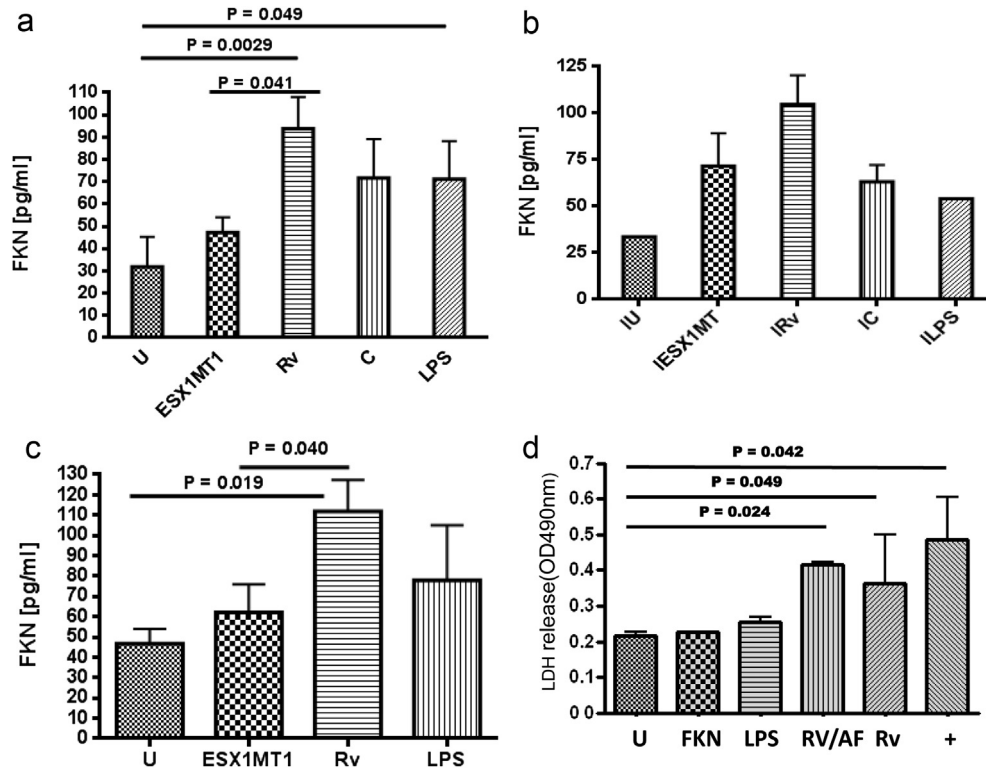 a
P = 0.049
P = 0.0029
P = 0.041
FKN [pg/ml]
110
100
90
80
70
60
50
40
30
20
10
0
U
ESX1MT1
Rv
C
LPS
b
FKN [pg/ml]
125
100
75
50
25
0
IU
IESX1MT
IRv
IC
ILPS
c
P = 0.040
P = 0.019
FKN [pg/ml]
130
120
110
100
90
80
70
60
50
40
30
20
10
0
U
ESX1MT1
Rv
LPS
d
P = 0.042
P = 0.049
P = 0.024
LDH release(OD490nm)
0.7
0.6
0.5
0.4
0.3
0.2
0.1
0.0
U
FKN
LPS
RV/AF
Rv
+